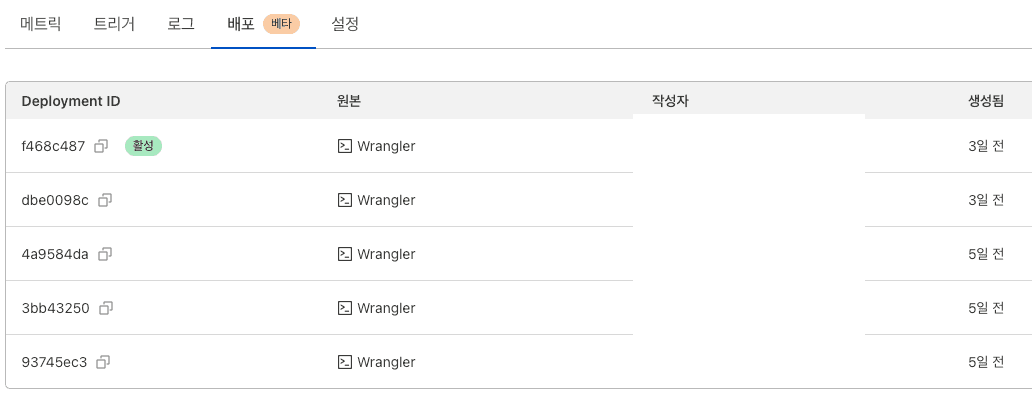 메트릭 트리거 로그 배포 베타 설정
Deployment ID 원본 작성자 생성됨
f468c487 활성 Wrangler 3일 전
dbe0098c Wrangler 3일 전
4a9584da Wrangler 5일 전
3bb43250 Wrangler 5일 전
93745ec3 Wrangler 5일 전